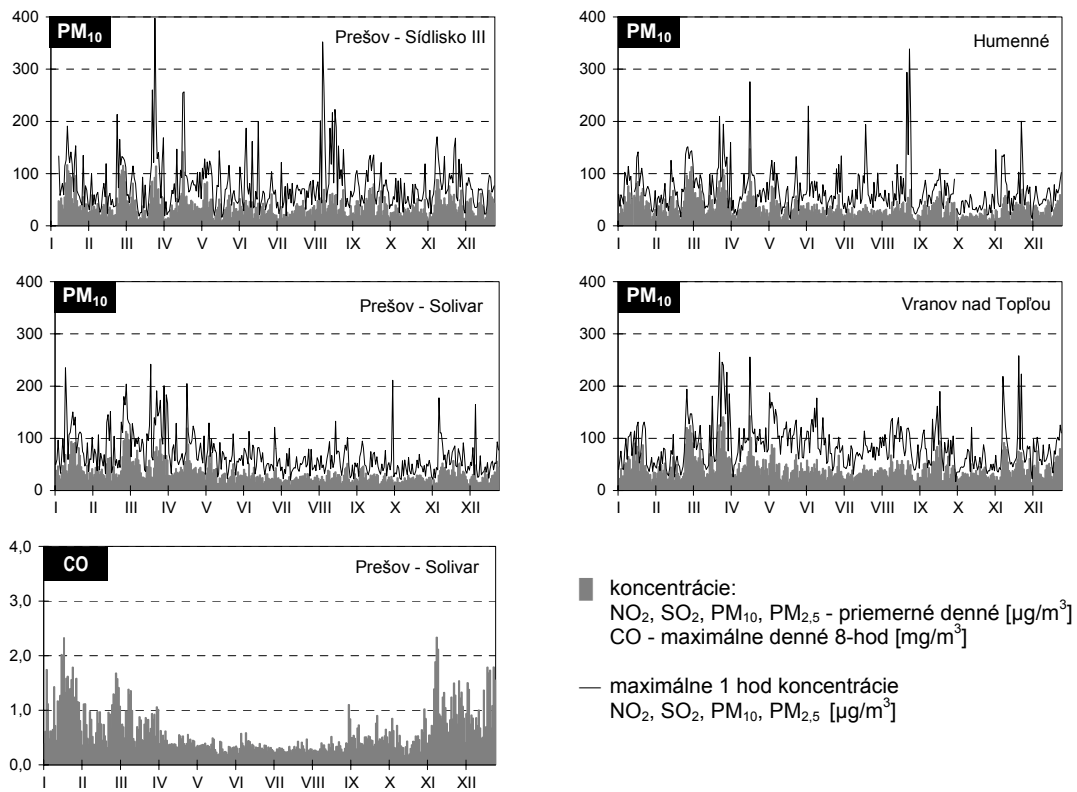 PM₁₀
Prešov - Sídlisko III
400
300
200
100
0
I II III IV V VI VII VIII IX X XI XII
PM₁₀
Humenné
400
300
200
100
0
I II III IV V VI VII VIII IX X XI XII
PM₁₀
Prešov - Solivar
400
300
200
100
0
I II III IV V VI VII VIII IX X XI XII
PM₁₀
Vranov nad Topľou
400
300
200
100
0
I II III IV V VI VII VIII IX X XI XII
CO
Prešov - Solivar
4,0
3,0
2,0
1,0
0,0
I II III IV V VI VII VIII IX X XI XII
koncentrácie:
NO₂, SO₂, PM₁₀, PM₂,₅ - priemerné denné [µg/m³]
CO - maximálne denné 8-hod [mg/m³]
maximálne 1 hod koncentrácie
NO₂, SO₂, PM₁₀, PM₂,₅ [µg/m³]